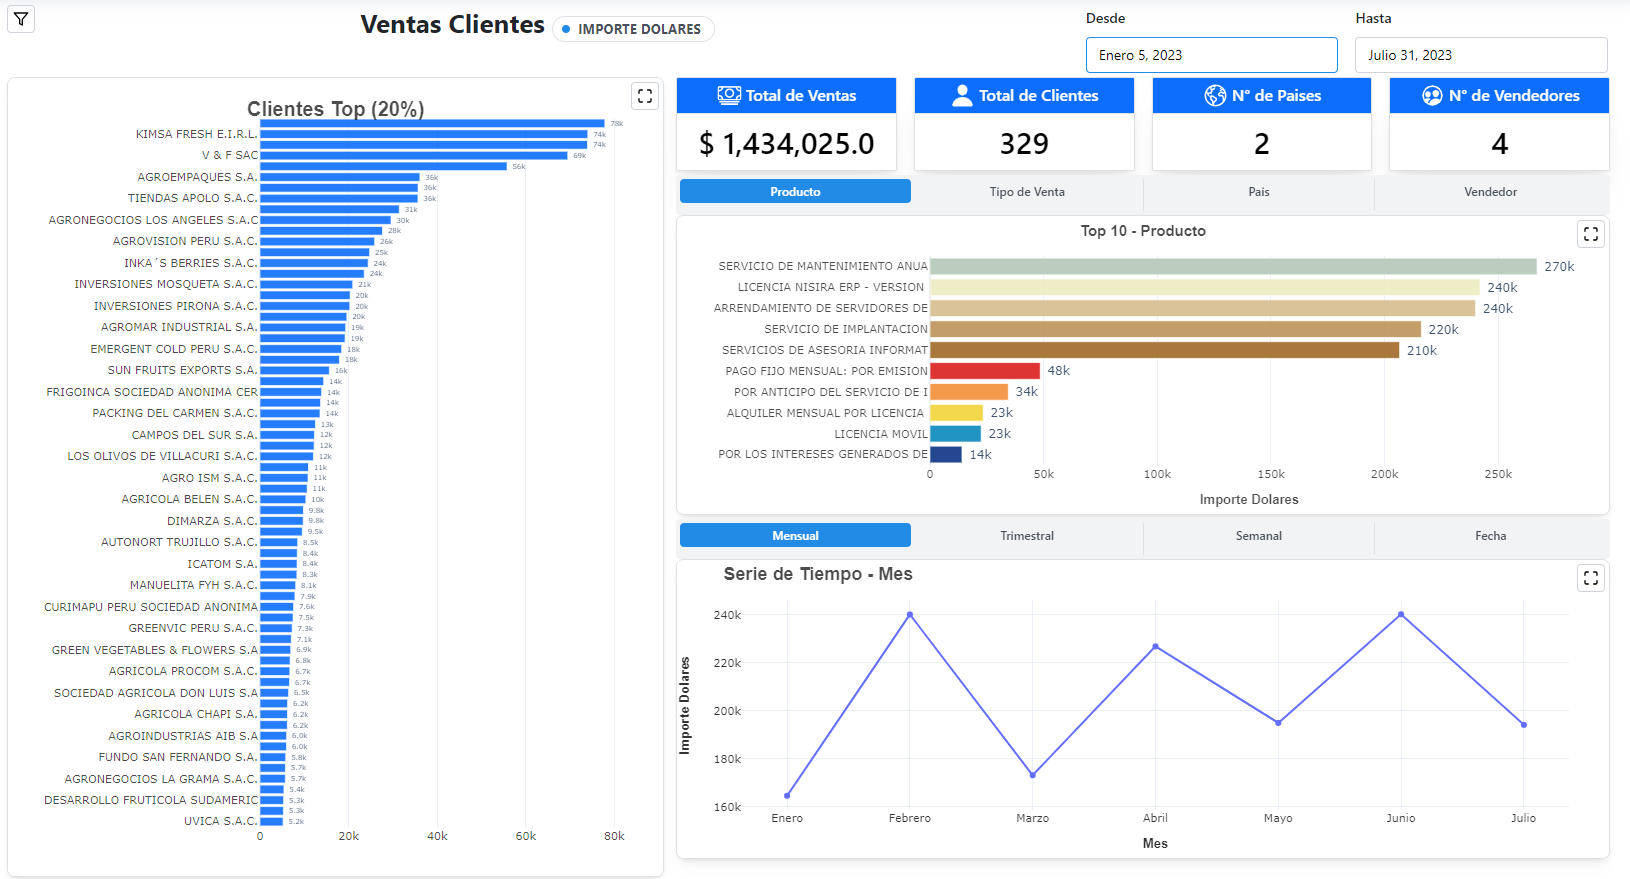 Ventas Clientes
IMPORTE DOLARES
Desde
Hasta
Enero 5, 2023
Julio 31, 2023
Clientes Top (20%)
78k
KIMSA FRESH E.I.R.L. 74k
74k
V & F SAC 69k
56k
AGROEMPAQUES S.A. 36k
36k
TIENDAS APOLO S.A.C. 36k
31k
AGRONEGOCIOS LOS ANGELES S.A.C 30k
28k
AGROVISION PERU S.A.C. 26k
25k
INKA´S BERRIES S.A.C. 24k
24k
INVERSIONES MOSQUETA S.A.C. 21k
20k
INVERSIONES PIRONA S.A.C. 20k
20k
AGROMAR INDUSTRIAL S.A. 19k
19k
EMERGENT COLD PERU S.A.C. 18k
18k
SUN FRUITS EXPORTS S.A. 16k
14k
FRIGOINCA SOCIEDAD ANONIMA CER 14k
14k
PACKING DEL CARMEN S.A.C. 14k
13k
CAMPOS DEL SUR S.A. 12k
12k
LOS OLIVOS DE VILLACURI S.A.C. 12k
11k
AGRO ISM S.A.C. 11k
11k
AGRICOLA BELEN S.A.C. 10k
9.8k
DIMARZA S.A.C. 9.8k
9.5k
AUTONORT TRUJILLO S.A.C. 8.5k
8.4k
ICATOM S.A. 8.4k
8.3k
MANUELITA FYH S.A.C. 8.1k
7.9k
CURIMAPU PERU SOCIEDAD ANONIMA 7.6k
7.5k
GREENVIC PERU S.A.C. 7.3k
7.1k
GREEN VEGETABLES & FLOWERS S.A 6.9k
6.8k
AGRICOLA PROCOM S.A.C. 6.7k
6.7k
SOCIEDAD AGRICOLA DON LUIS S.A 6.5k
6.2k
AGRICOLA CHAPI S.A. 6.2k
6.2k
AGROINDUSTRIAS AIB S.A 6.0k
6.0k
FUNDO SAN FERNANDO S.A. 5.8k
5.7k
AGRONEGOCIOS LA GRAMA S.A.C. 5.7k
5.4k
DESARROLLO FRUTICOLA SUDAMERIC 5.3k
5.3k
UVICA S.A.C. 5.2k
0 20k 40k 60k 80k
Total de Ventas
$ 1,434,025.0
Total de Clientes
329
N° de Paises
2
N° de Vendedores
4
Producto Tipo de Venta Pais Vendedor
Top 10 - Producto
SERVICIO DE MANTENIMIENTO ANUA 270k
LICENCIA NISIRA ERP - VERSION 240k
ARRENDAMIENTO DE SERVIDORES DE 240k
SERVICIO DE IMPLANTACION 220k
SERVICIOS DE ASESORIA INFORMAT 210k
PAGO FIJO MENSUAL: POR EMISION 48k
POR ANTICIPO DEL SERVICIO DE I 34k
ALQUILER MENSUAL POR LICENCIA 23k
LICENCIA MOVIL 23k
POR LOS INTERESES GENERADOS DE 14k
0 50k 100k 150k 200k 250k
Importe Dolares
Mensual Trimestral Semanal Fecha
Serie de Tiempo - Mes
240k
220k
200k
180k
160k
Importe Dolares
Enero Febrero Marzo Abril Mayo Junio Julio
Mes